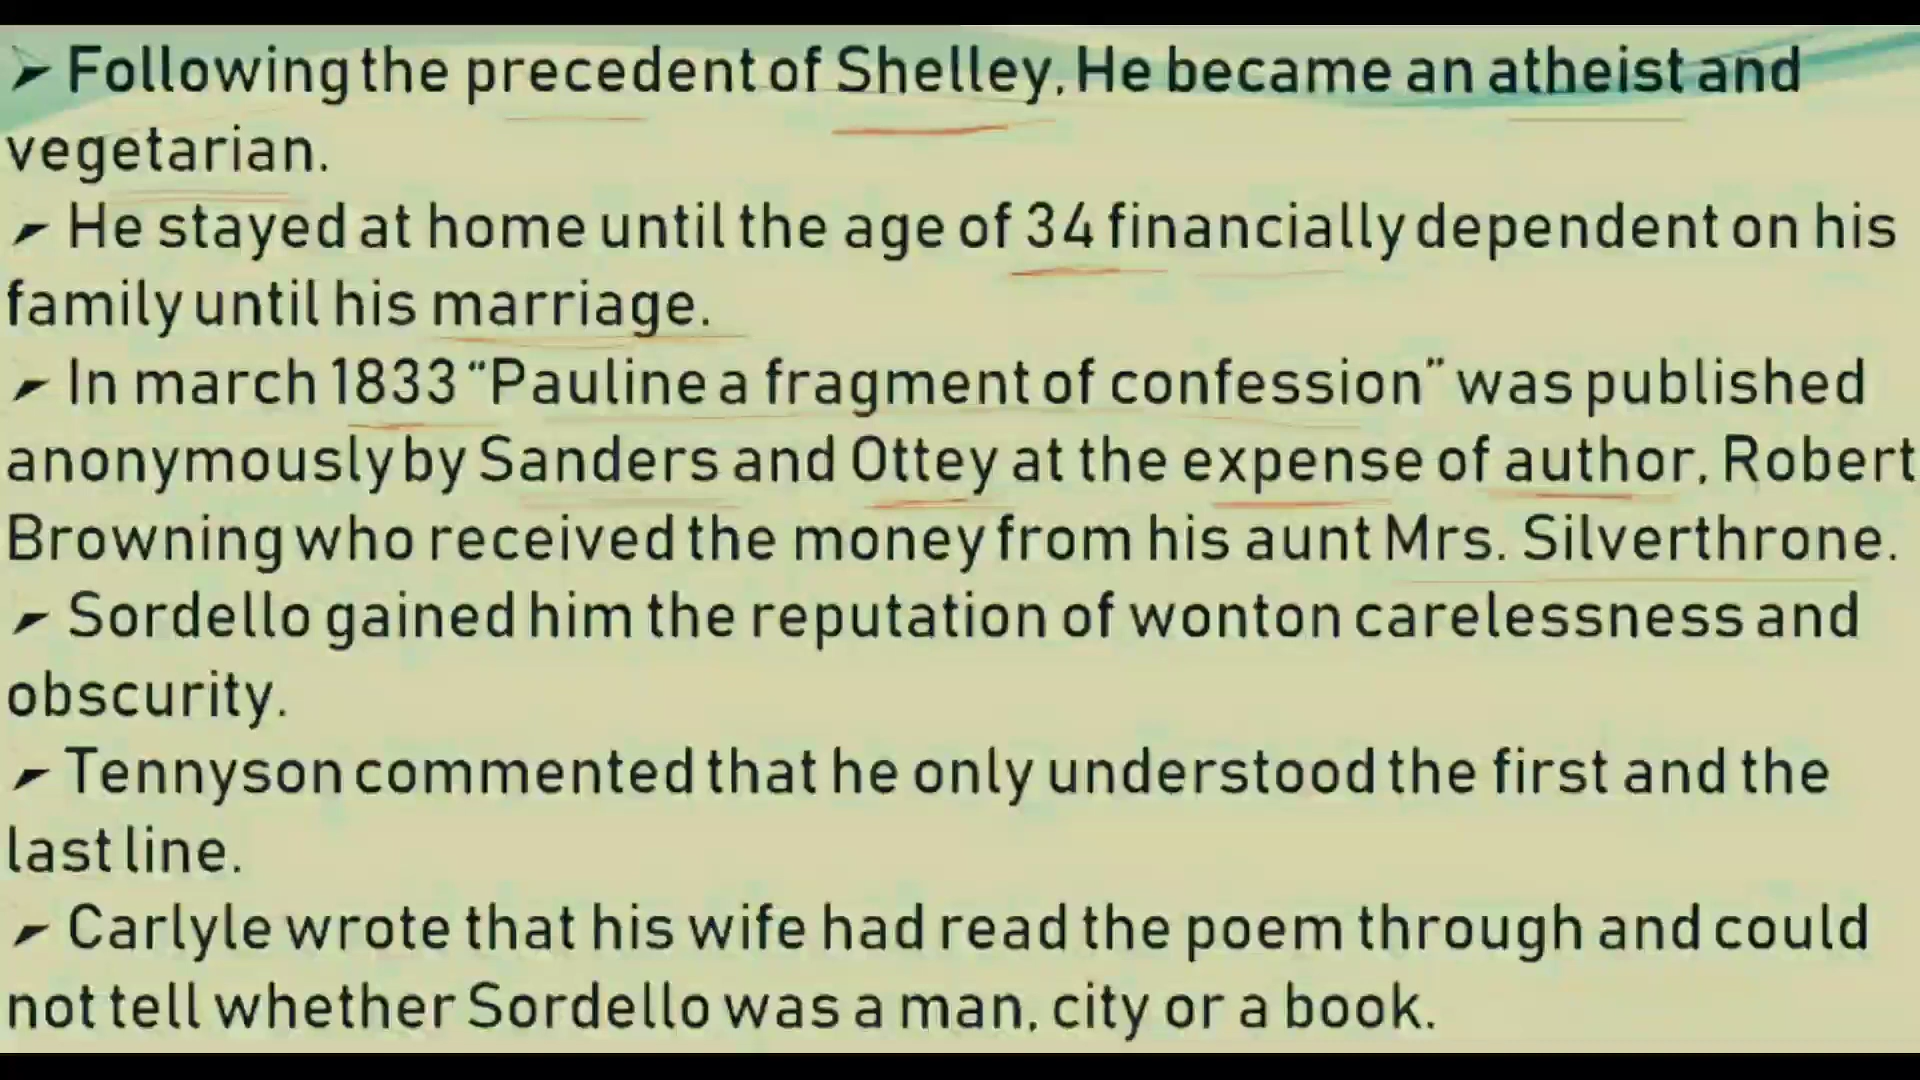 ➤ Following the precedent of Shelley, He became an atheist and
vegetarian.
➤ He stayed at home until the age of 34 financially dependent on his
family until his marriage.
➤ In march 1833 “Pauline a fragment of confession” was published
anonymously by Sanders and Ottey at the expense of author, Robert
Browning who received the money from his aunt Mrs. Silverthrone.
➤ Sordello gained him the reputation of wonton carelessness and
obscurity.
➤ Tennyson commented that he only understood the first and the
last line.
➤ Carlyle wrote that his wife had read the poem through and could
not tell whether Sordello was a man, city or a book.